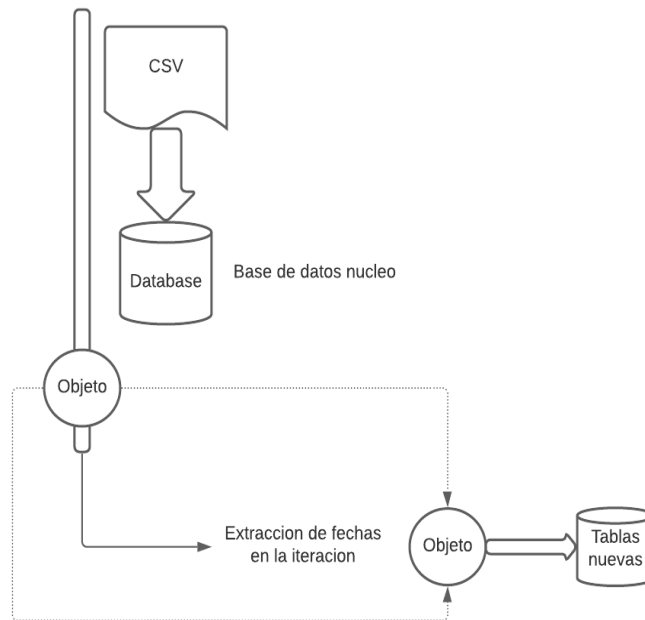 CSV
Database
Base de datos nucleo
Objeto
Extraccion de fechas
en la iteracion
Objeto
Tablas
nuevas